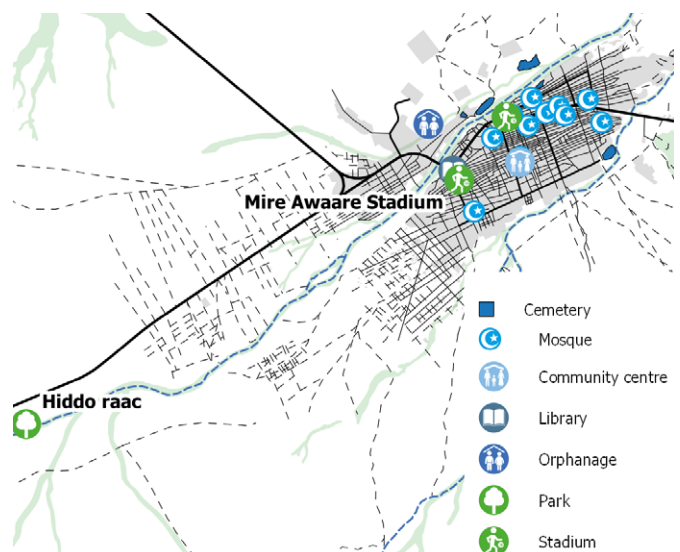 Mire Awaare Stadium
Hiddo raac
Cemetery
Mosque
Community centre
Library
Orphanage
Park
Stadium